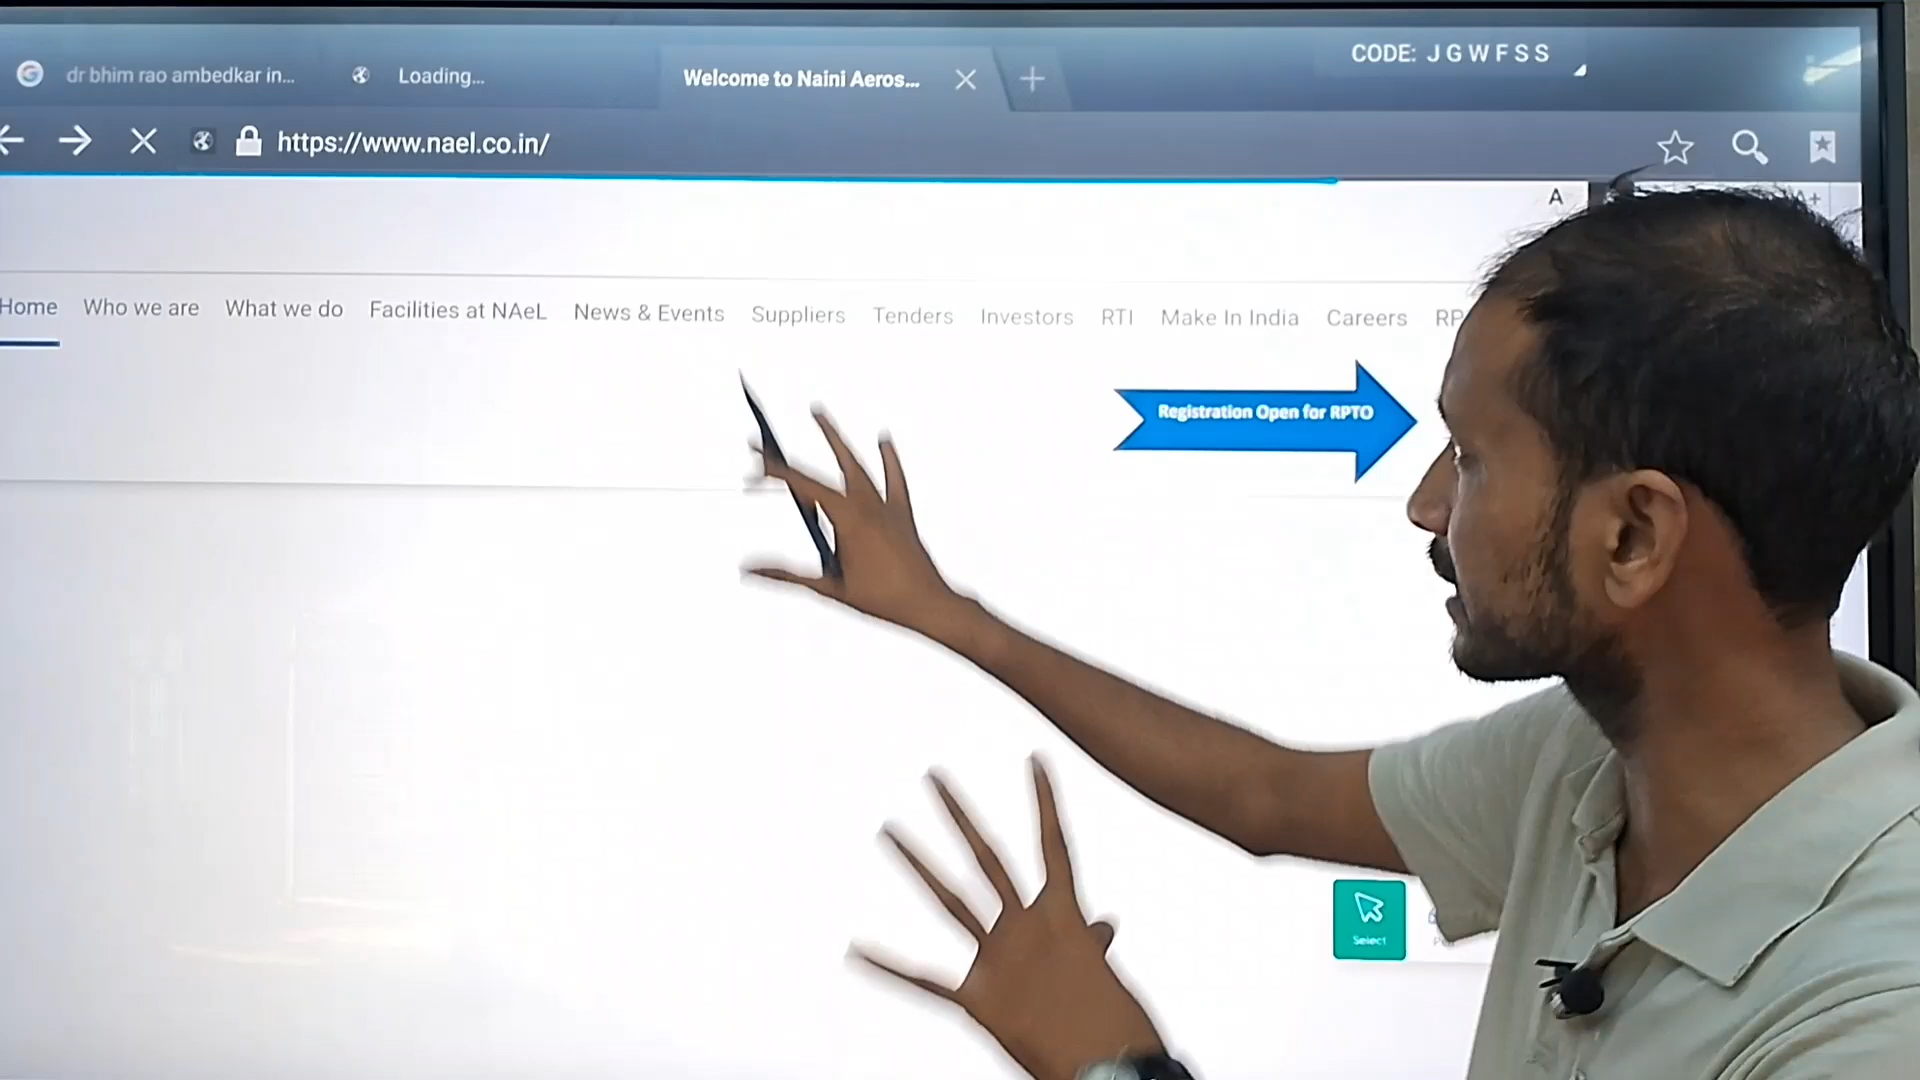 CODE: J G W F S S
dr bhim rao ambedkar in...
Loading...
Welcome to Naini Aeros...
https://www.nael.co.in/
A
A+
Home Who we are What we do Facilities at NAeL News & Events Suppliers Tenders Investors RTI Make In India Careers RP
Registration Open for RPTO
Select